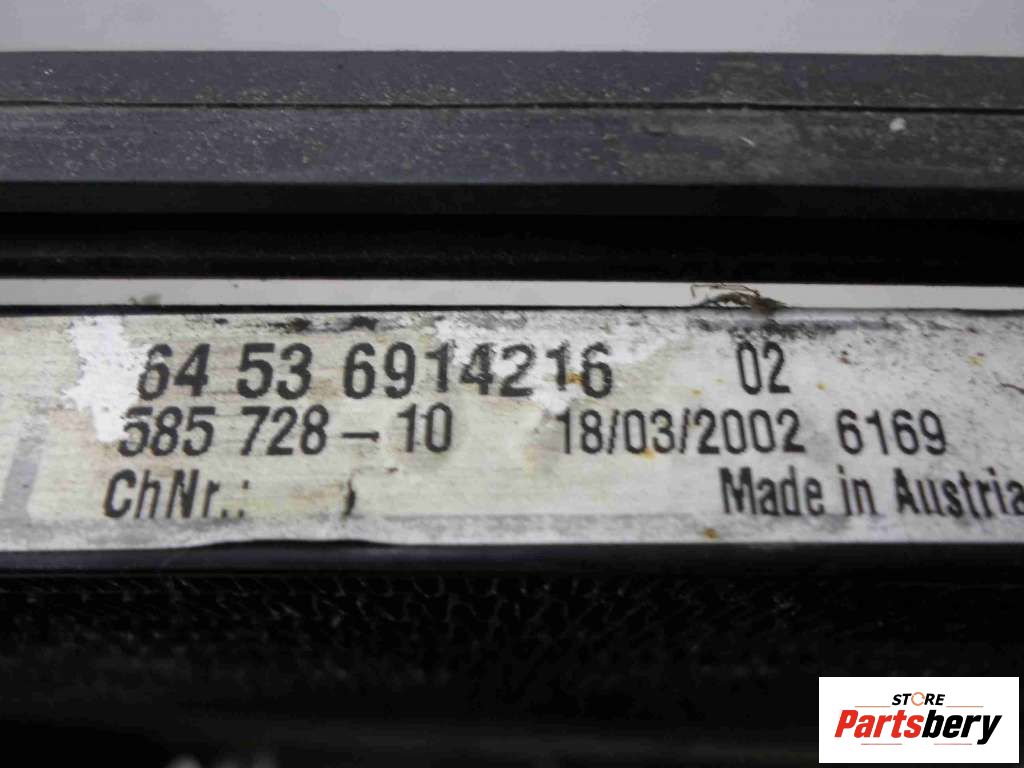 64 53 6914216 02
585 728-10 18/03/2002 6169
ChNr.: Made in Austria
STORE
Partsbery